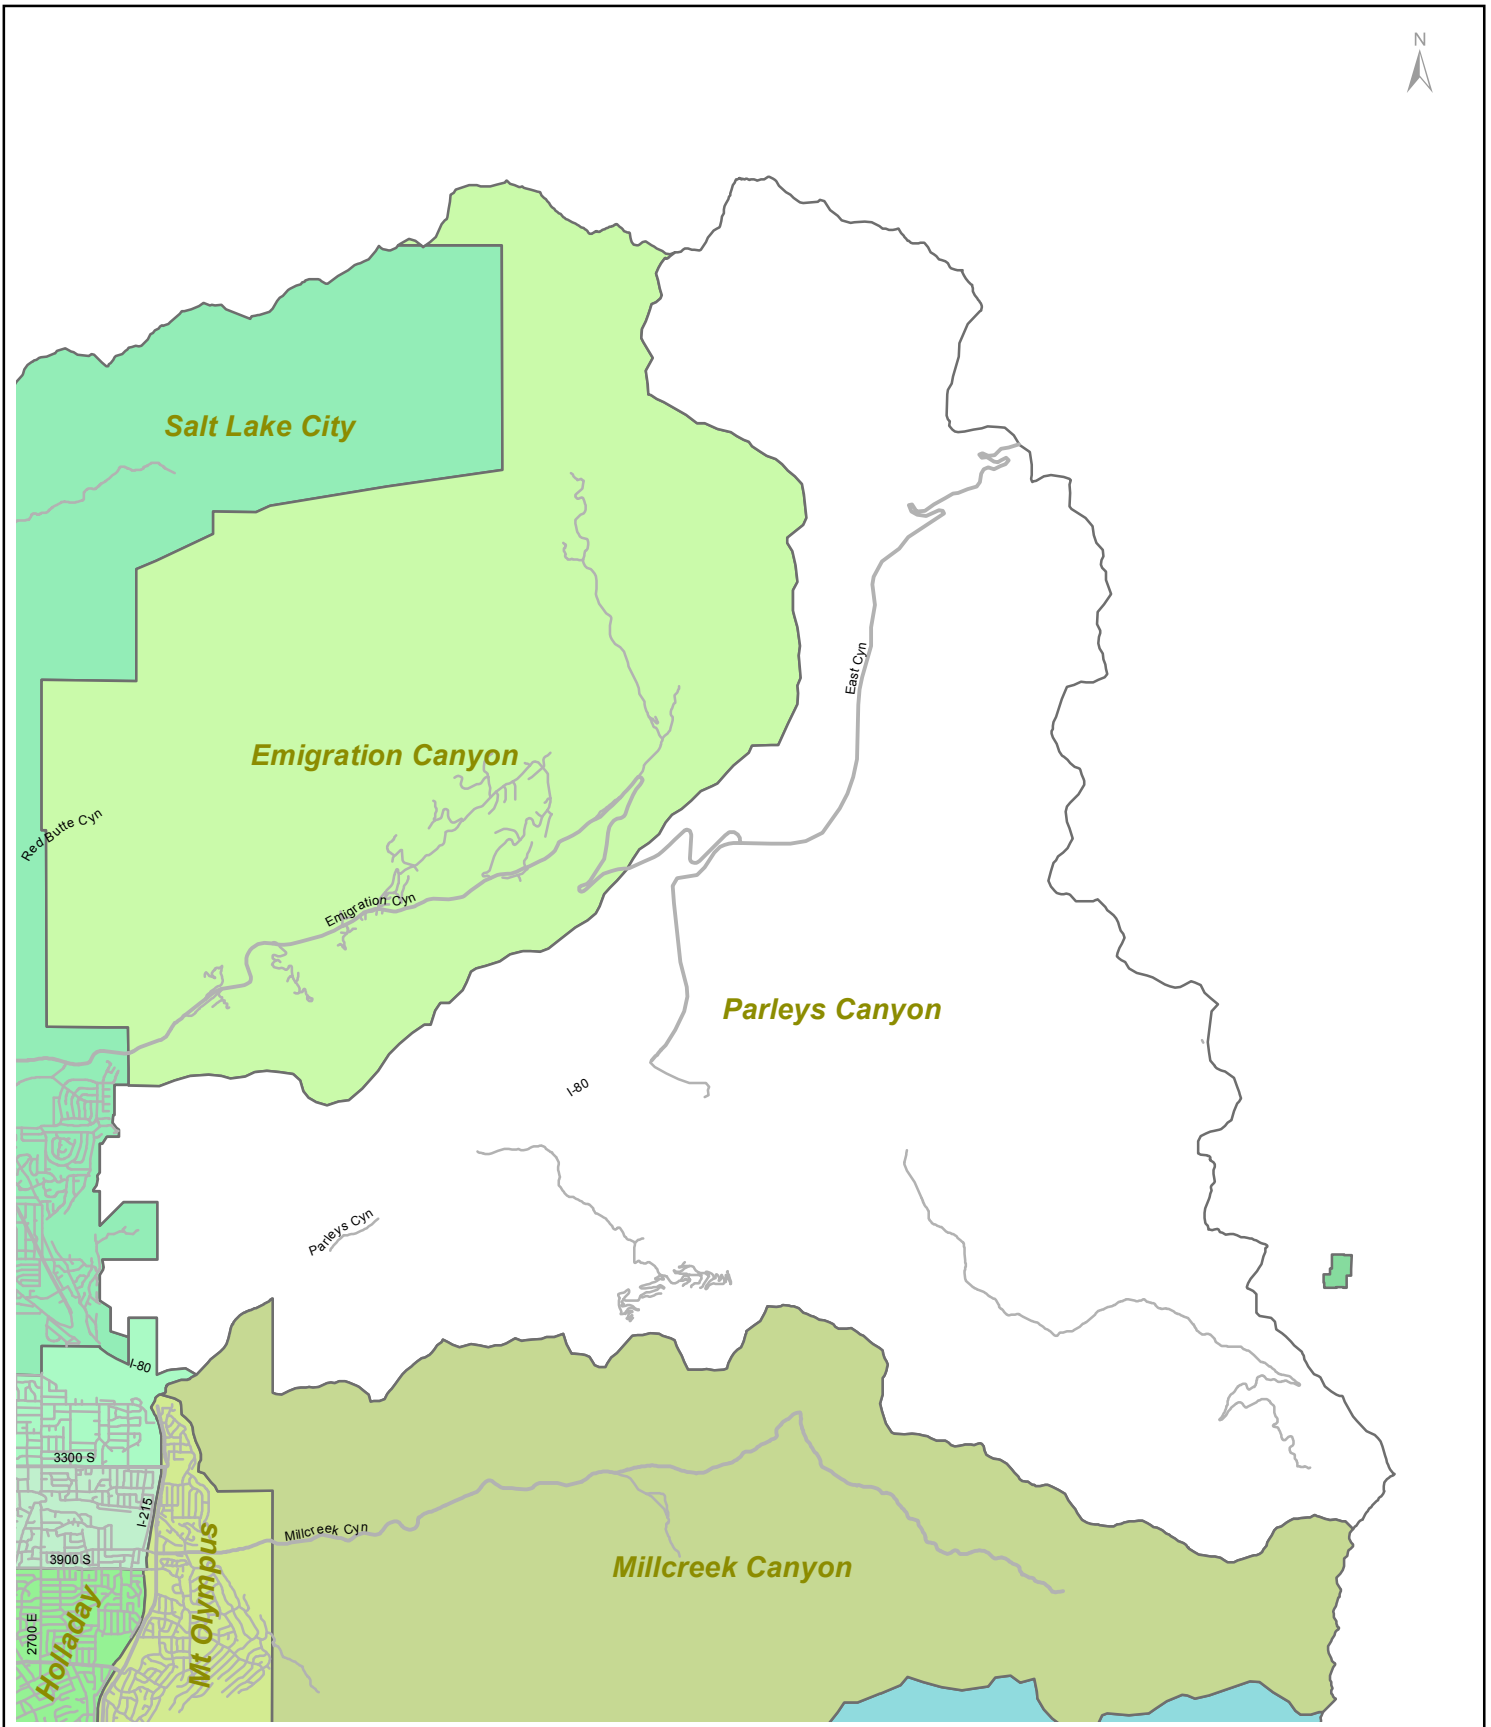 N
Salt Lake City
East Cyn
Emigration Canyon
Red Butte Cyn
Emigration Cyn
Parleys Canyon
I-80
Parleys Cyn
I-80
3300 S
I-215
Millcreek Cyn
3900 S
Millcreek Canyon
Mt Olympus
2700 E
Holladay